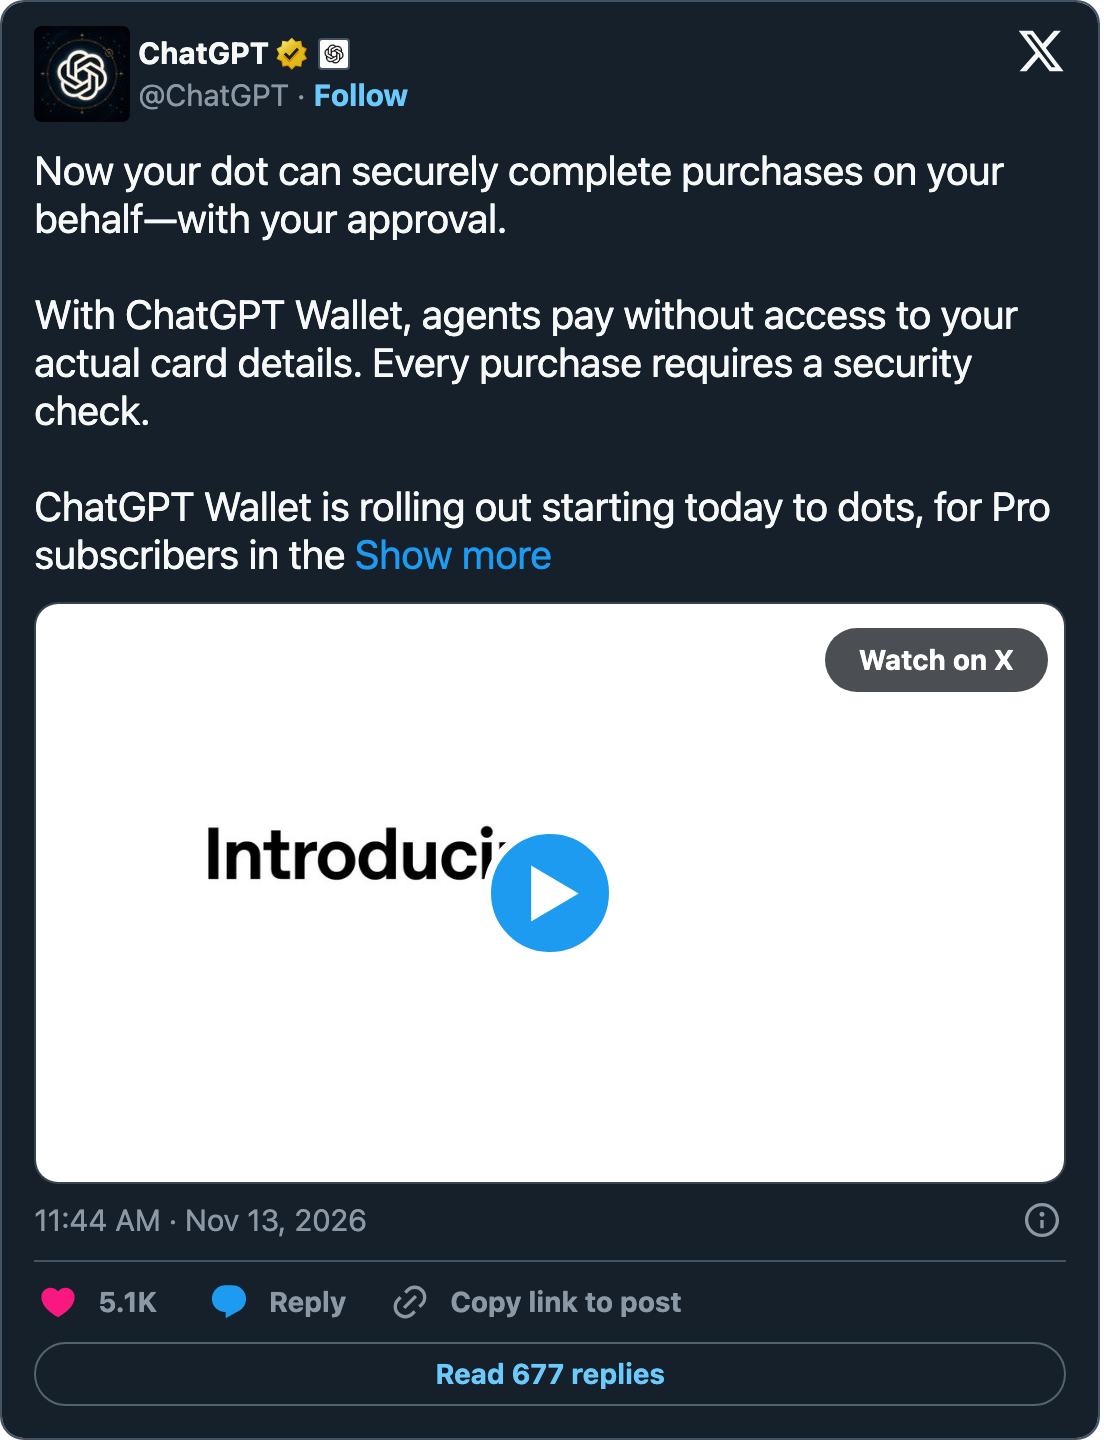 ChatGPT
@ChatGPT · Follow
Now your dot can securely complete purchases on your
behalf—with your approval.
With ChatGPT Wallet, agents pay without access to your
actual card details. Every purchase requires a security
check.
ChatGPT Wallet is rolling out starting today to dots, for Pro
subscribers in the Show more
Watch on X
11:44 AM · Nov 13, 2026
5.1K Reply Copy link to post
Read 677 replies